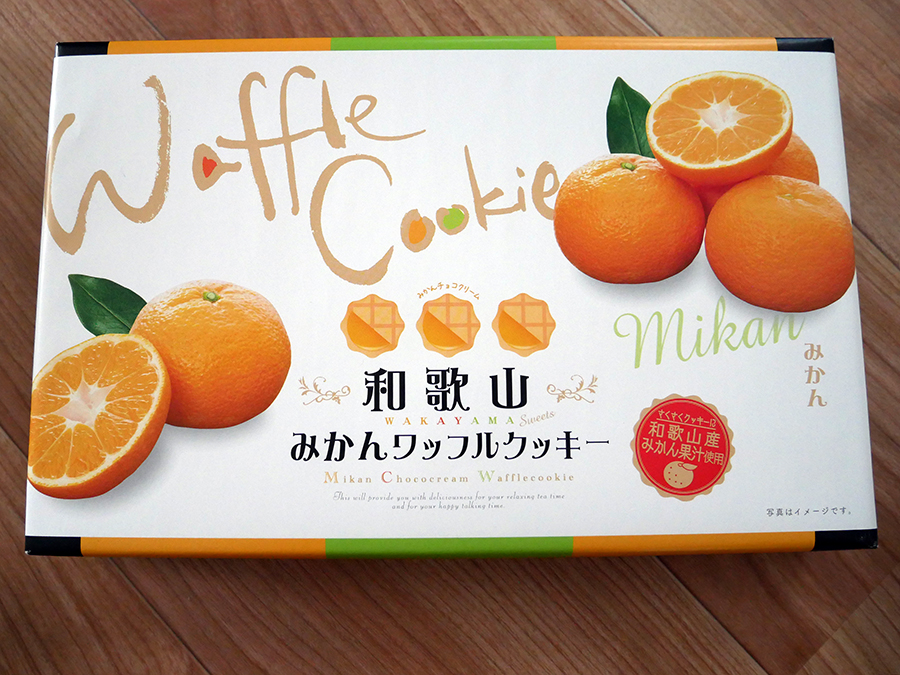 Waffle
Cookie
みかんチョコクリーム
Mikan
みかん
和歌山
WAKAYAMA Sweets
みかんワッフルクッキー
Mikan Chococream Wafflecookie
This will provide you with deliciousness for your relaxing tea time
and for your happy talking time.
さくさくクッキーに
和歌山産
みかん果汁使用
写真はイメージです。